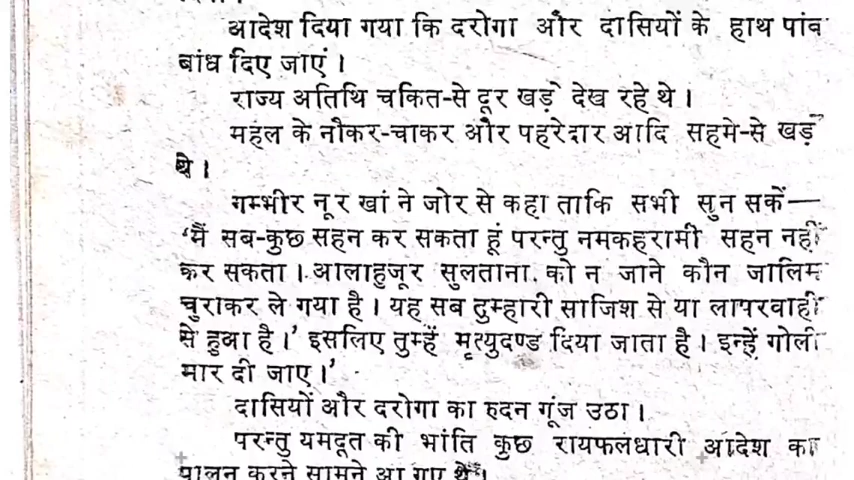 आदेश दिया गया कि दरोगा और दासियों के हाथ पांव
बांध दिए जाएं।
राज्य अतिथि चकित-से दूर खड़े देख रहे थे।
महल के नौकर-चाकर और पहरेदार आदि सहमे-से खड़े
थे।
गम्भीर नूर खां ने जोर से कहा ताकि सभी सुन सकें—
‘मैं सब-कुछ सहन कर सकता हूं परन्तु नमकहरामी सहन नहीं
कर सकता। आलाहुजूर सुलताना को न जाने कौन जालिम
चुराकर ले गया है। यह सब तुम्हारी साजिश से या लापरवाही
से हुआ है।’ इसलिए तुम्हें मृत्युदण्ड दिया जाता है। इन्हें गोली
मार दी जाए।’
दासियों और दरोगा का रुदन गूंज उठा।
परन्तु यमदूत की भांति कुछ रायफलधारी आदेश का
पालन करने सामने आ गए थे।